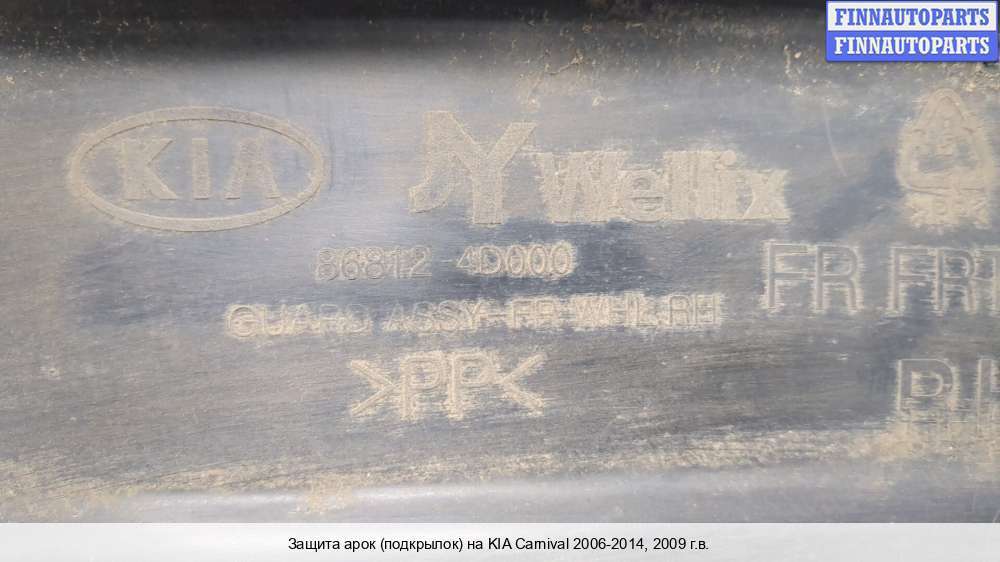 FINNAUTOPARTS
FINNAUTOPARTS
KIA
Wellix
86812 4D000
FR FRT
GUARD ASSY-FR WHL,RH
>PP<
Защита арок (подкрылок) на KIA Carnival 2006-2014, 2009 г.в.